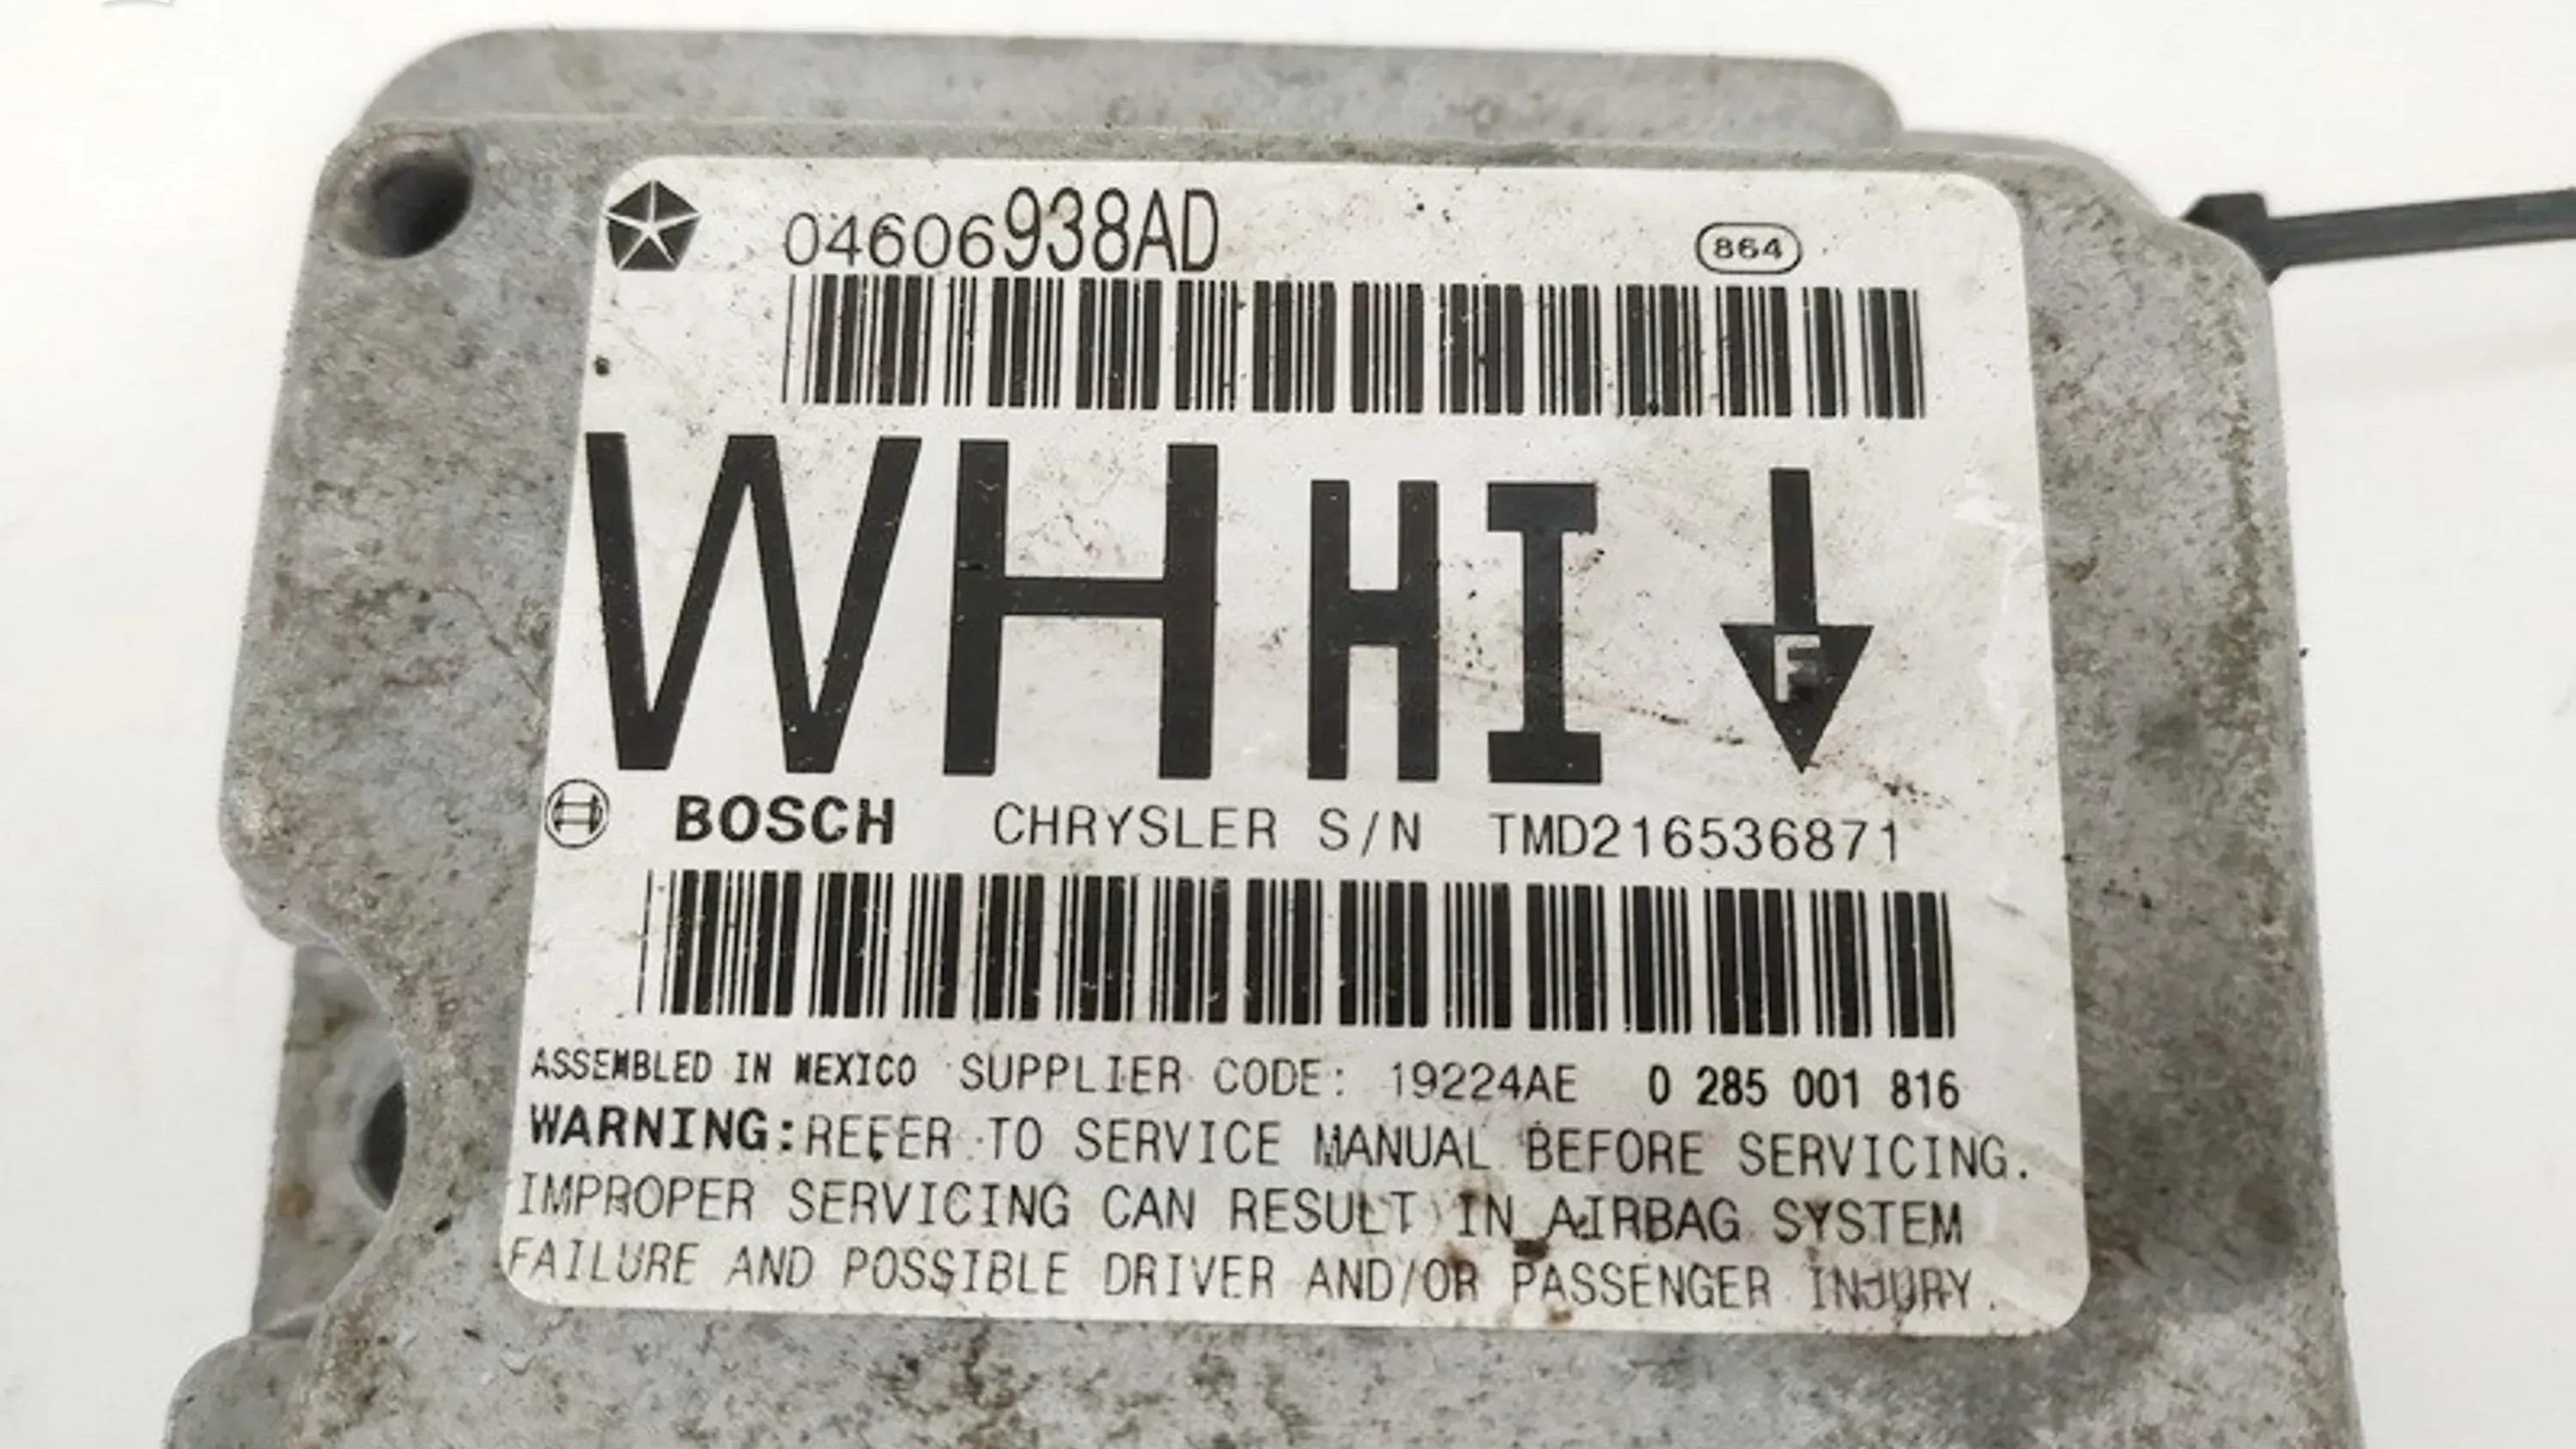 04606938AD 864
WH HI F
BOSCH CHRYSLER S/N TMD216536871
ASSEMBLED IN MEXICO SUPPLIER CODE: 19224AE 0 285 001 816
WARNING:REFER TO SERVICE MANUAL BEFORE SERVICING.
IMPROPER SERVICING CAN RESULT IN AIRBAG SYSTEM
FAILURE AND POSSIBLE DRIVER AND/OR PASSENGER INJURY.